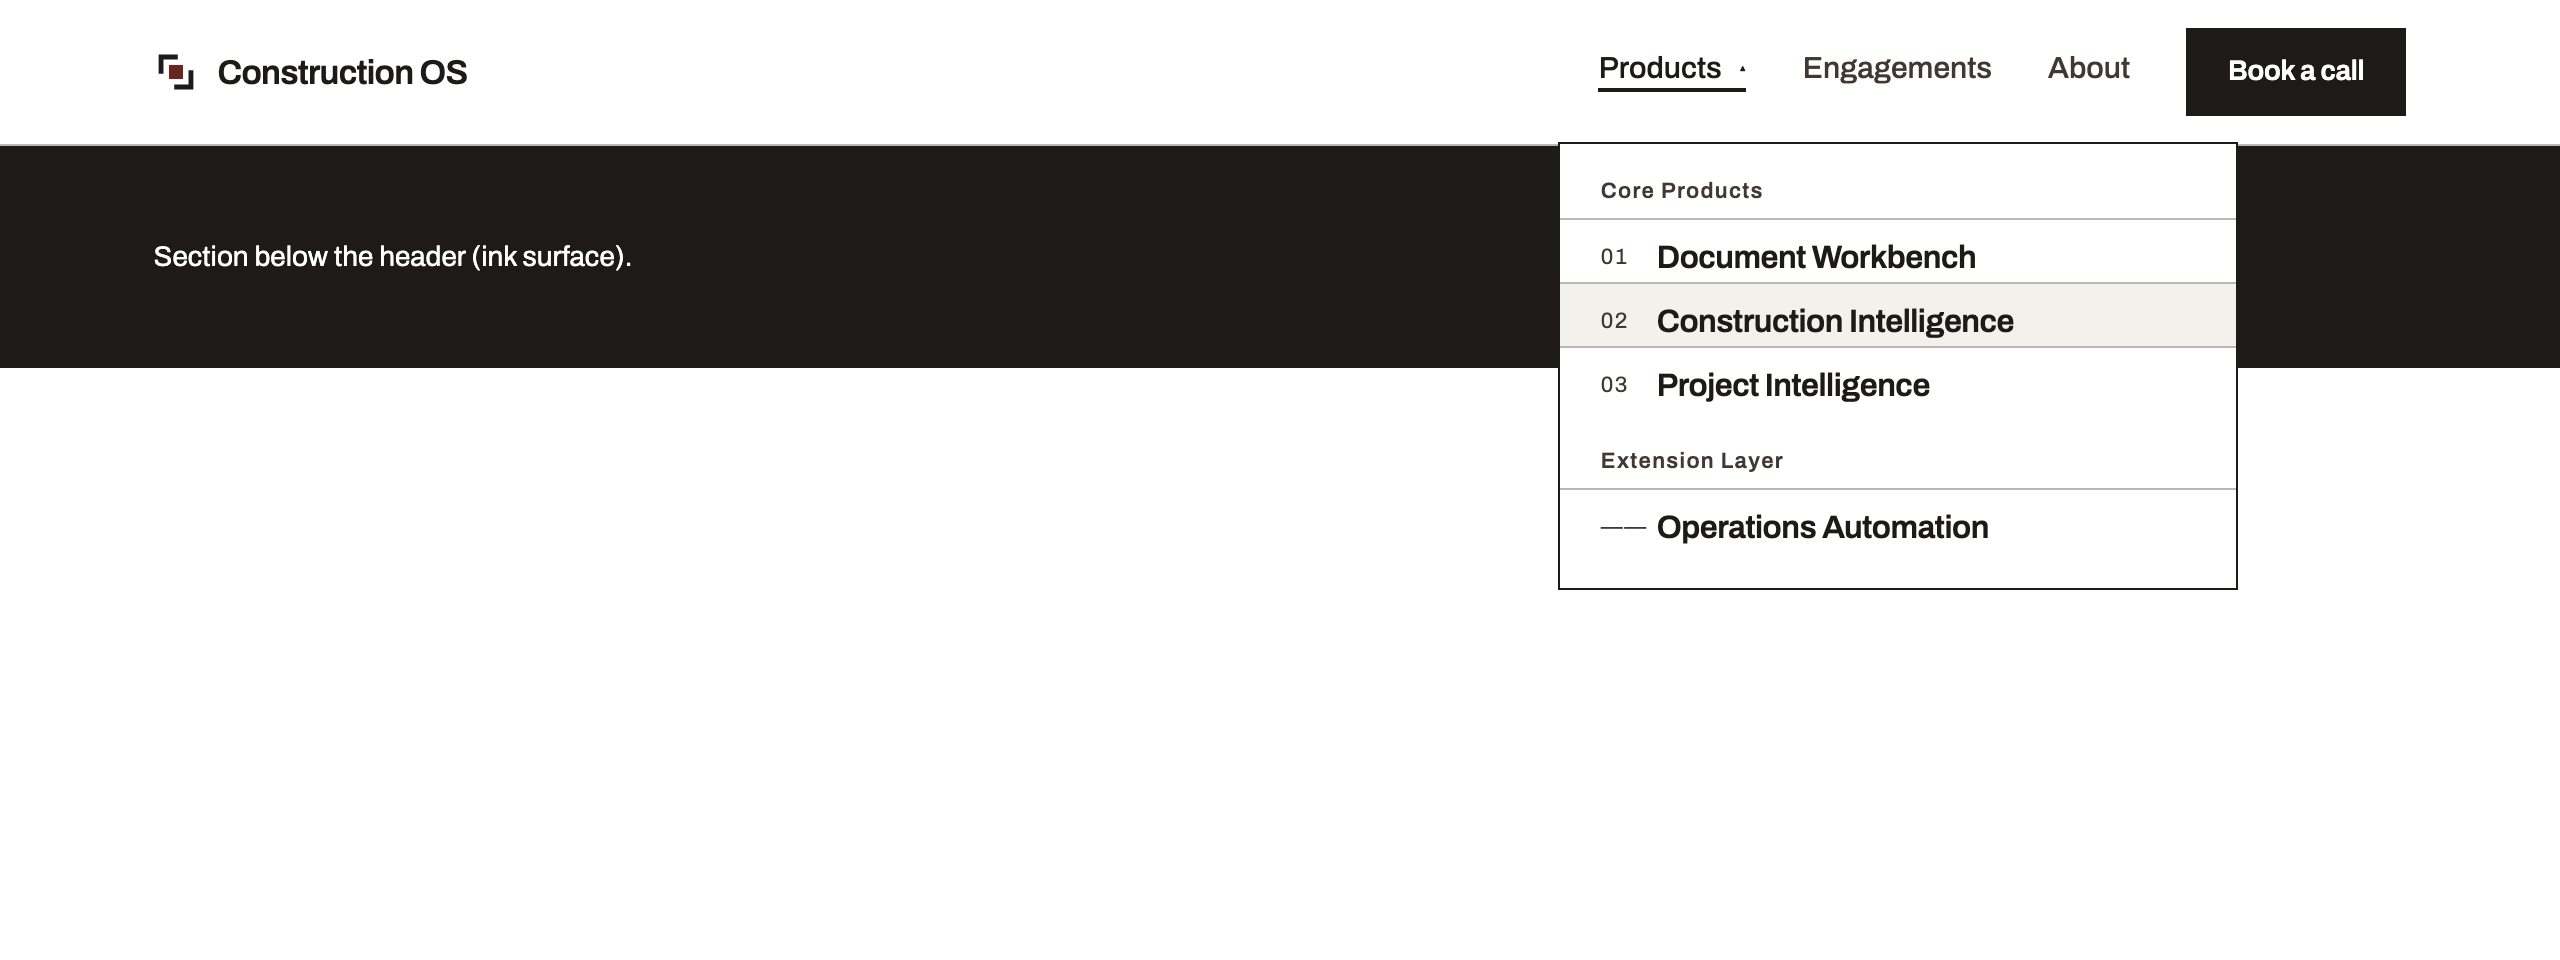 Construction OS
Products ▴ Engagements About Book a call
Core Products
Section below the header (ink surface).
01 Document Workbench
02 Construction Intelligence
03 Project Intelligence
Extension Layer
—— Operations Automation